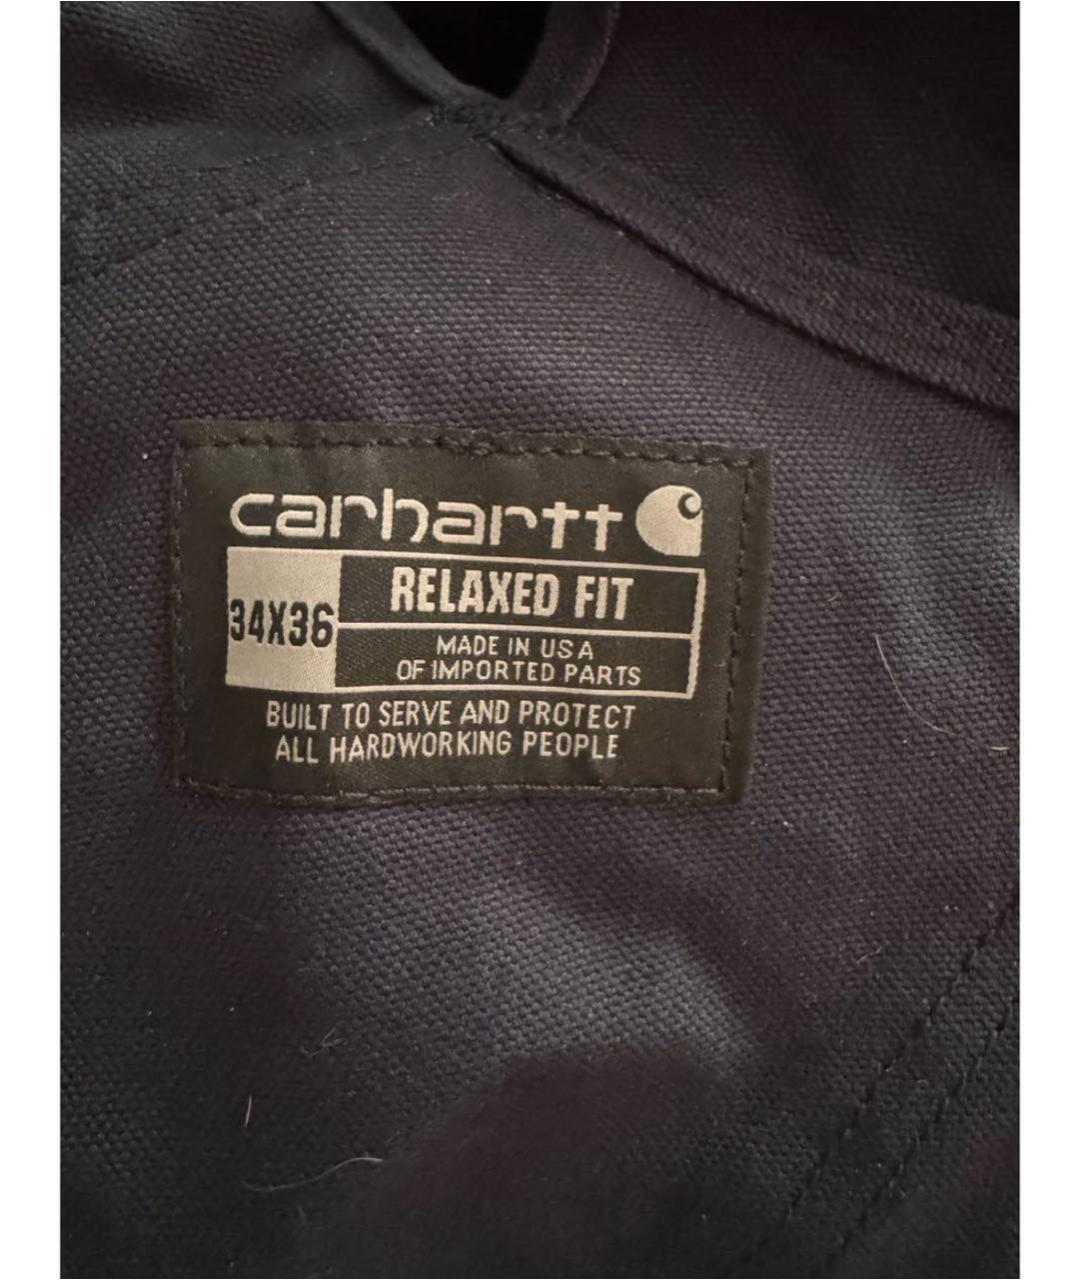 carhartt
34X36
RELAXED FIT
MADE IN USA
OF IMPORTED PARTS
BUILT TO SERVE AND PROTECT
ALL HARDWORKING PEOPLE